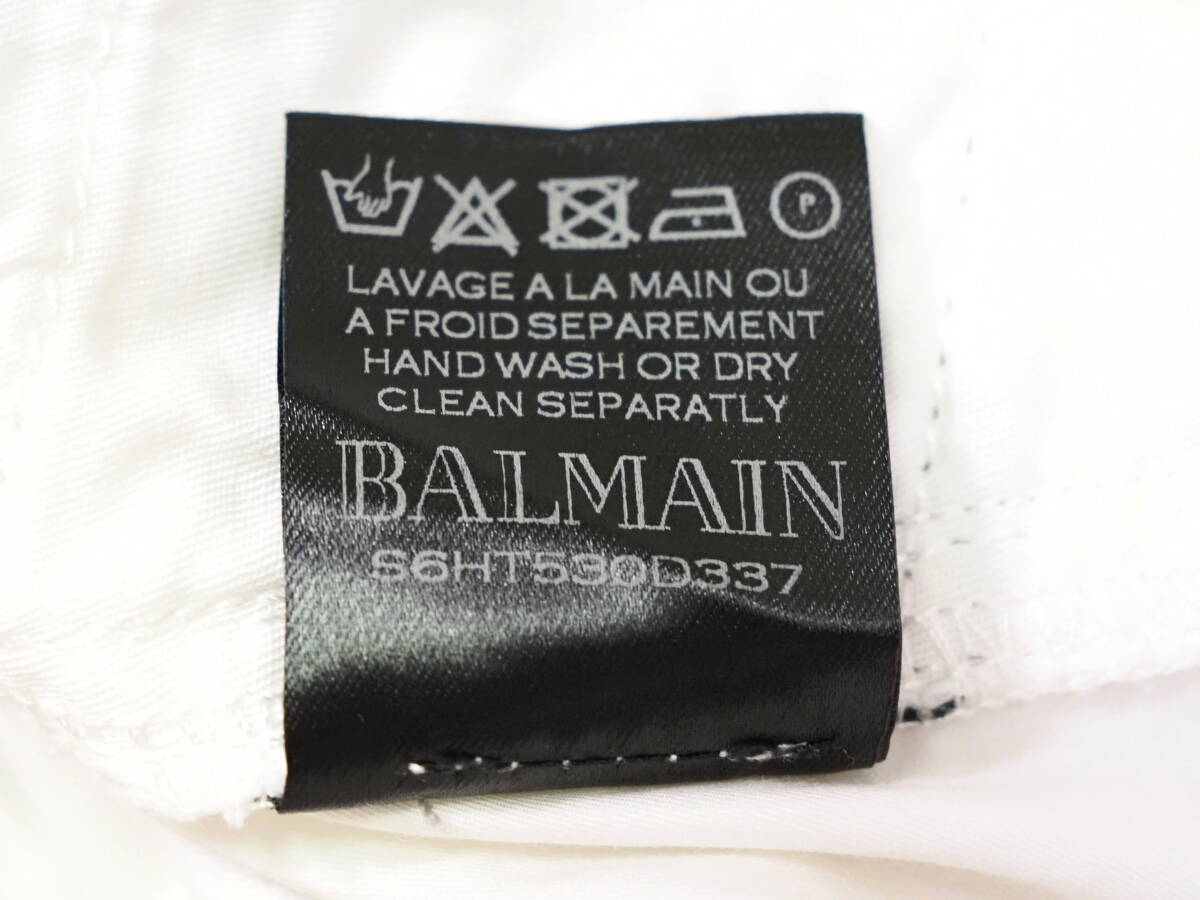 P
LAVAGE A LA MAIN OU
A FROID SEPAREMENT
HAND WASH OR DRY
CLEAN SEPARATLY
BALMAIN
S6HT530D337